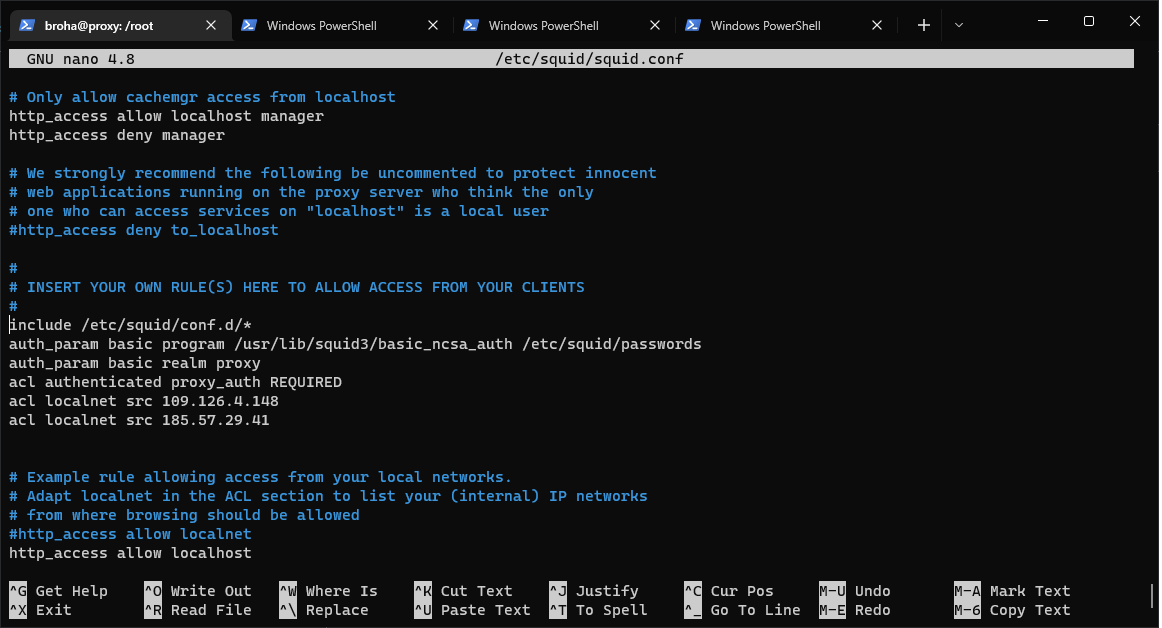 broha@proxy: /root
Windows PowerShell
Windows PowerShell
Windows PowerShell
GNU nano 4.8 /etc/squid/squid.conf
# Only allow cachemgr access from localhost
http_access allow localhost manager
http_access deny manager
# We strongly recommend the following be uncommented to protect innocent
# web applications running on the proxy server who think the only
# one who can access services on "localhost" is a local user
#http_access deny to_localhost
#
# INSERT YOUR OWN RULE(S) HERE TO ALLOW ACCESS FROM YOUR CLIENTS
#
include /etc/squid/conf.d/*
auth_param basic program /usr/lib/squid3/basic_ncsa_auth /etc/squid/passwords
auth_param basic realm proxy
acl authenticated proxy_auth REQUIRED
acl localnet src 109.126.4.148
acl localnet src 185.57.29.41
# Example rule allowing access from your local networks.
# Adapt localnet in the ACL section to list your (internal) IP networks
# from where browsing should be allowed
#http_access allow localnet
http_access allow localhost
^G Get Help ^O Write Out ^W Where Is ^K Cut Text ^J Justify ^C Cur Pos M-U Undo M-A Mark Text
^X Exit ^R Read File ^\ Replace ^U Paste Text ^T To Spell ^_ Go To Line M-E Redo M-6 Copy Text